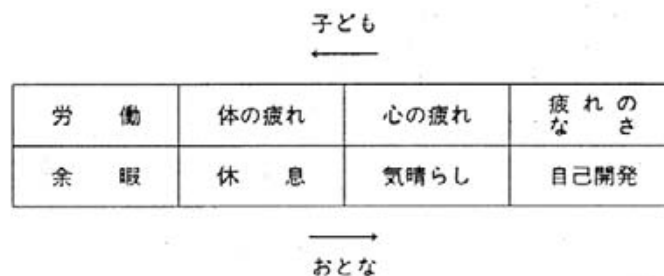 子ども
←
労働 体の疲れ 心の疲れ 疲れのなさ
余暇 休息 気晴らし 自己開発
→
おとな